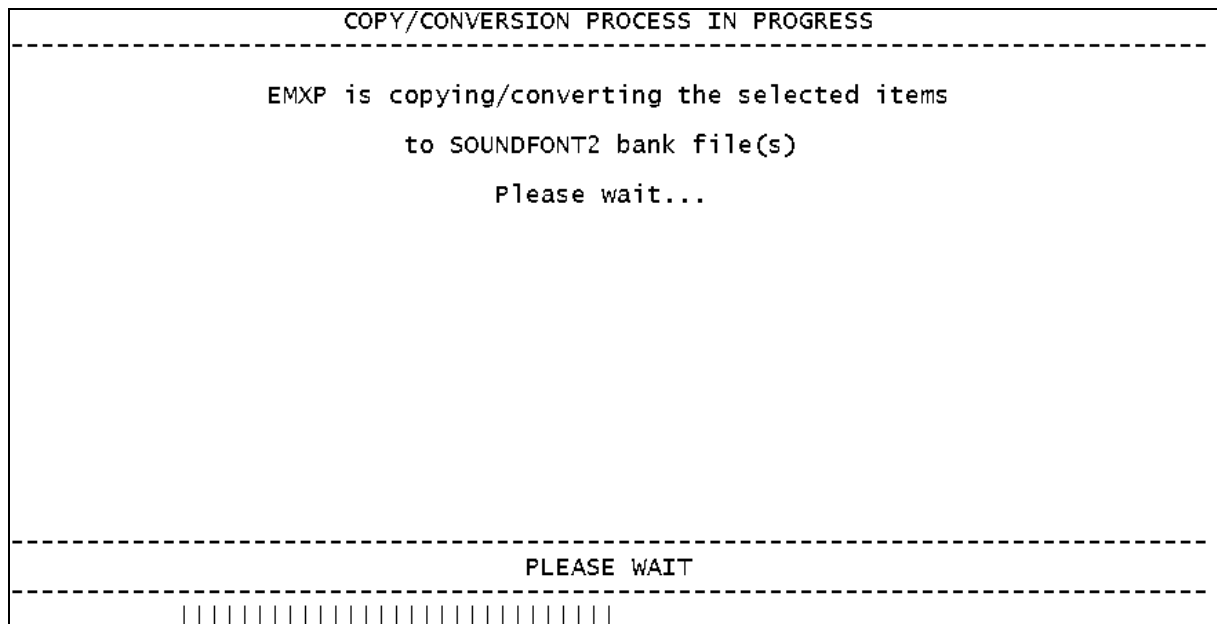 COPY/CONVERSION PROCESS IN PROGRESS
--------------------------------------------------------------------------------
EMXP is copying/converting the selected items
to SOUNDFONT2 bank file(s)
Please wait...
--------------------------------------------------------------------------------
PLEASE WAIT
--------------------------------------------------------------------------------
|||||||||||||||||||||||||||||